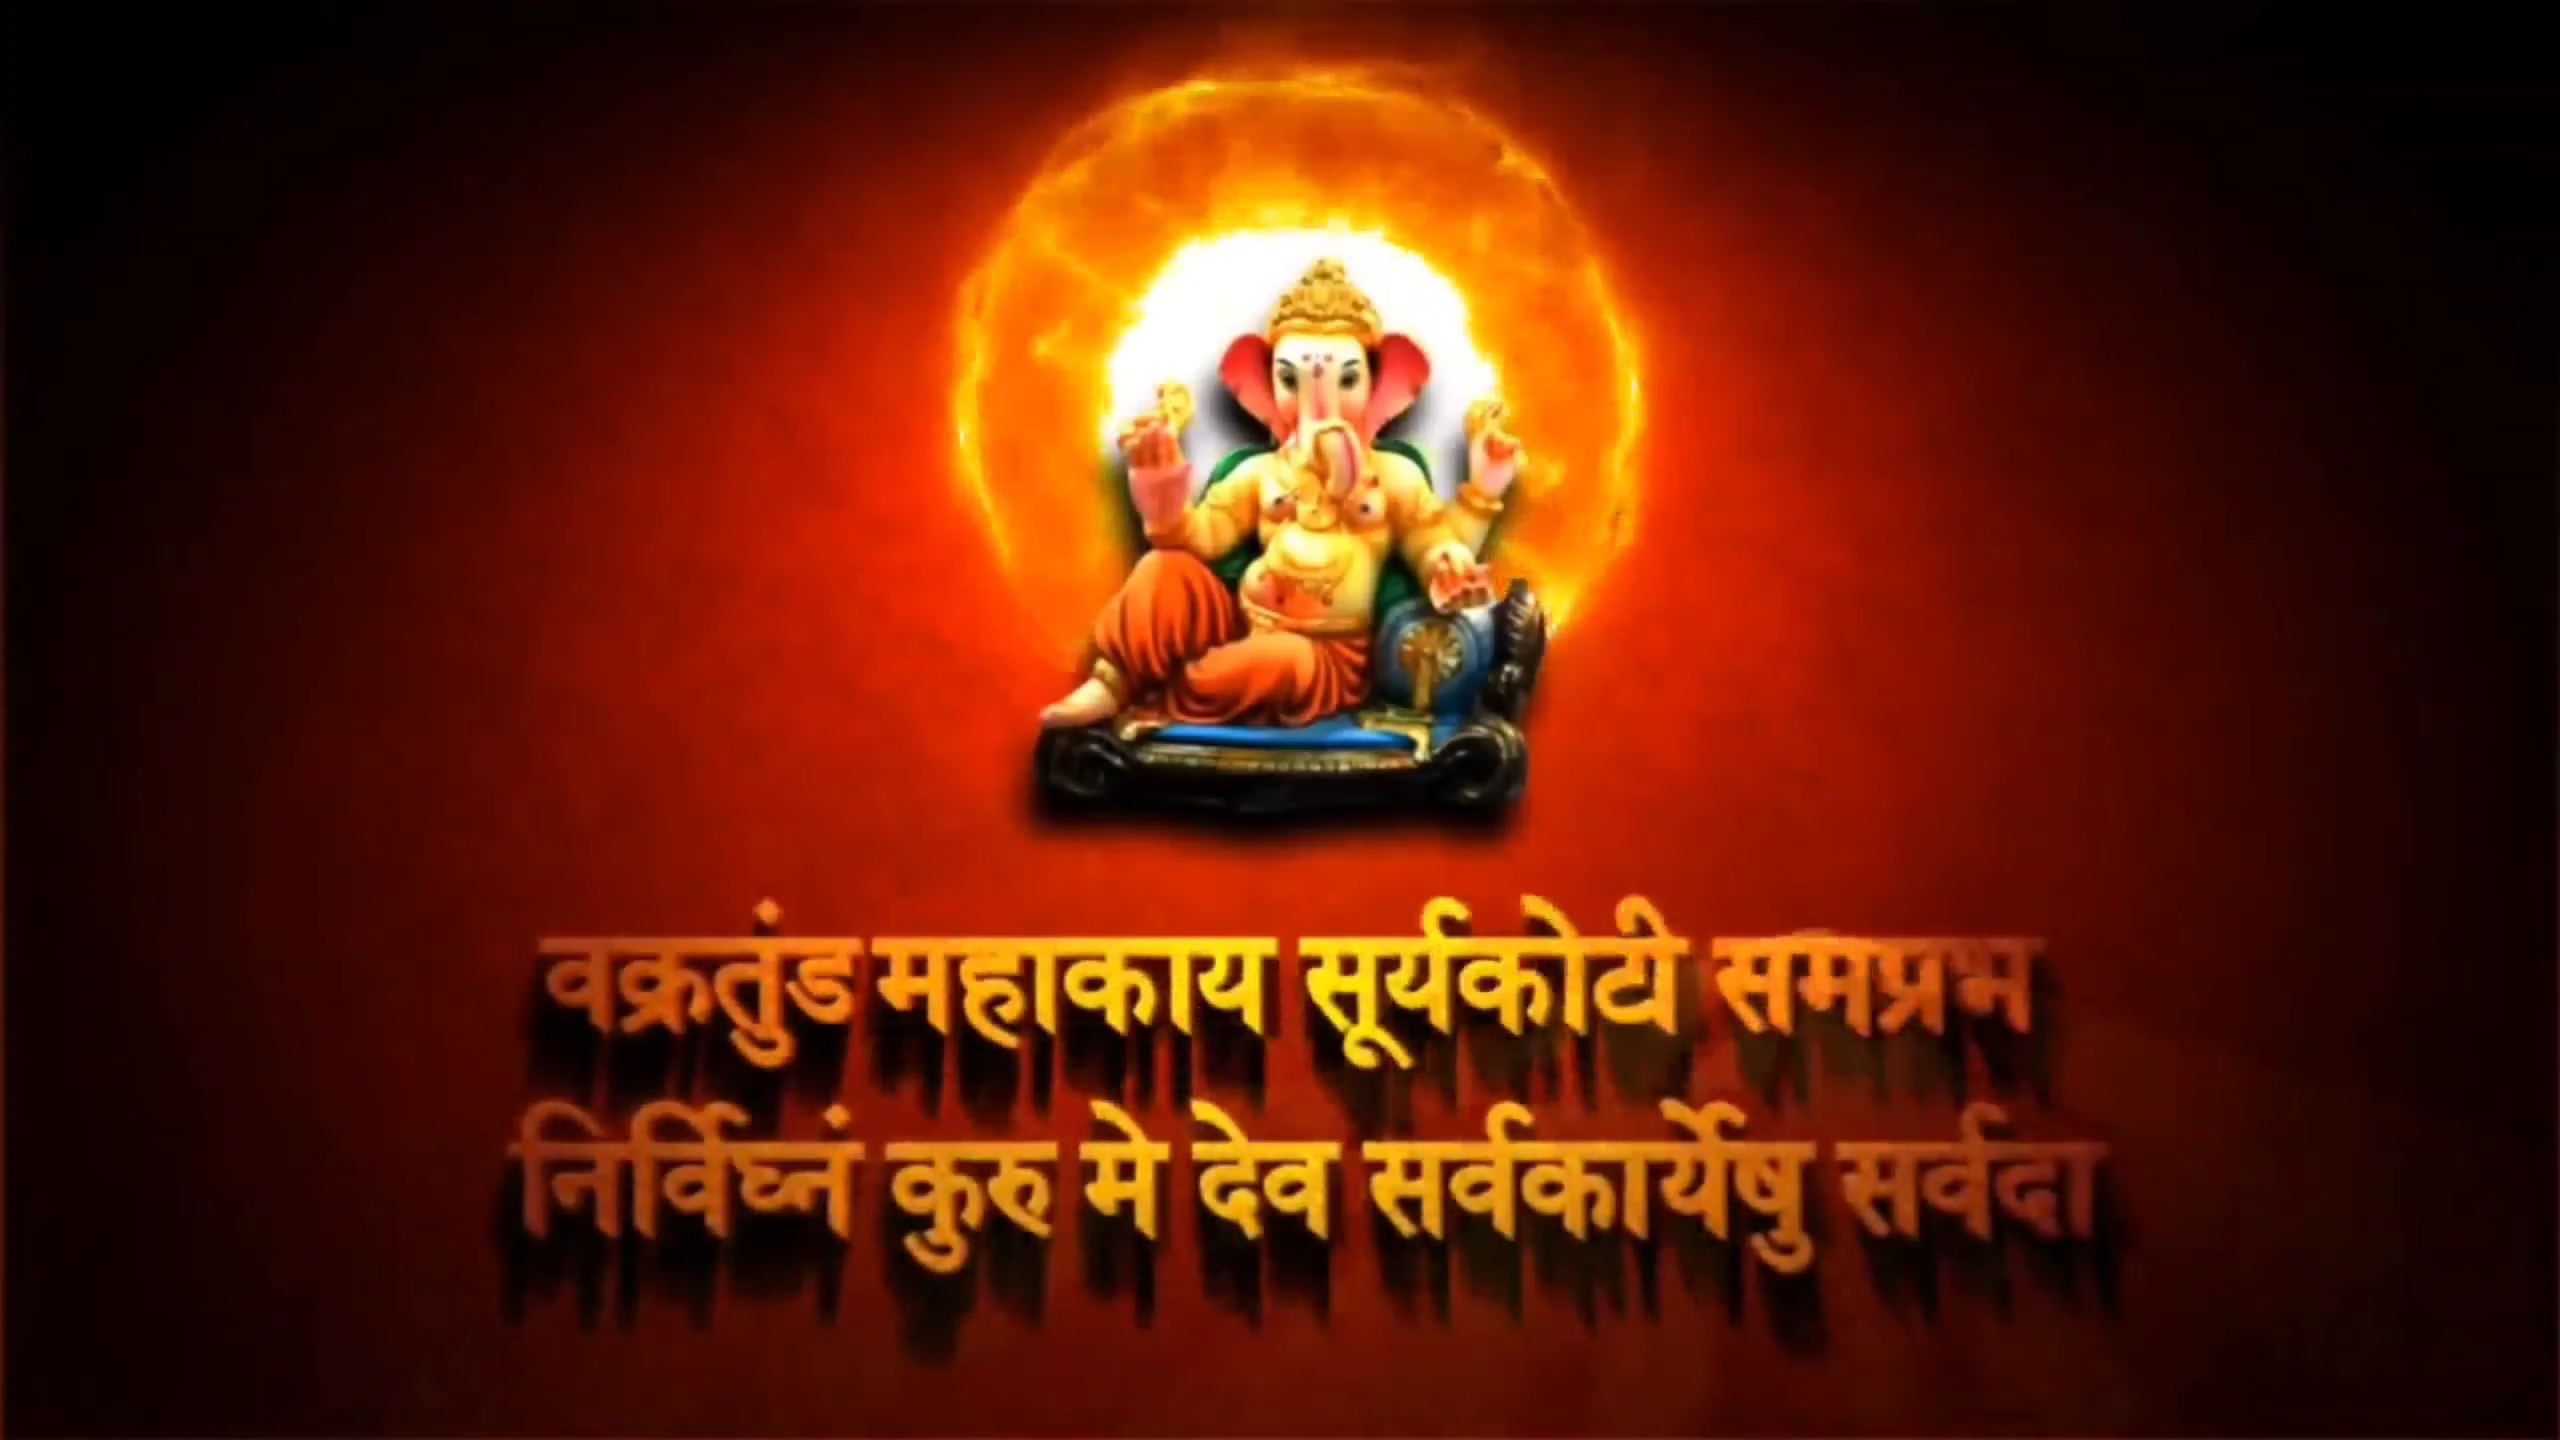 वक्रतुंड महाकाय सूर्यकोटी समप्रभ
निर्विघ्नं कुरु मे देव सर्वकार्येषु सर्वदा